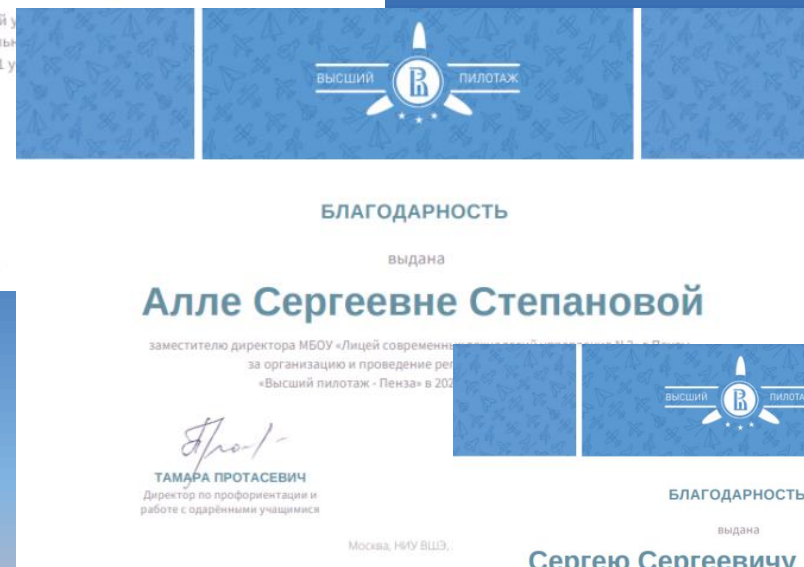 ВЫСШИЙ ПИЛОТАЖ
БЛАГОДАРНОСТЬ
выдана
Алле Сергеевне Степановой
заместителю директора МБОУ «Лицей
за организацию и проведение
«Высший пилотаж - Пенза» в
ТАМАРА ПРОТАСЕВИЧ
Директор по профориентации и
работе с одарёнными учащимися
Москва, НИУ ВШЭ,
ВЫСШИЙ ПИЛОТА
БЛАГОДАРНОСТЬ
выдана
Сергею Сергеевичу